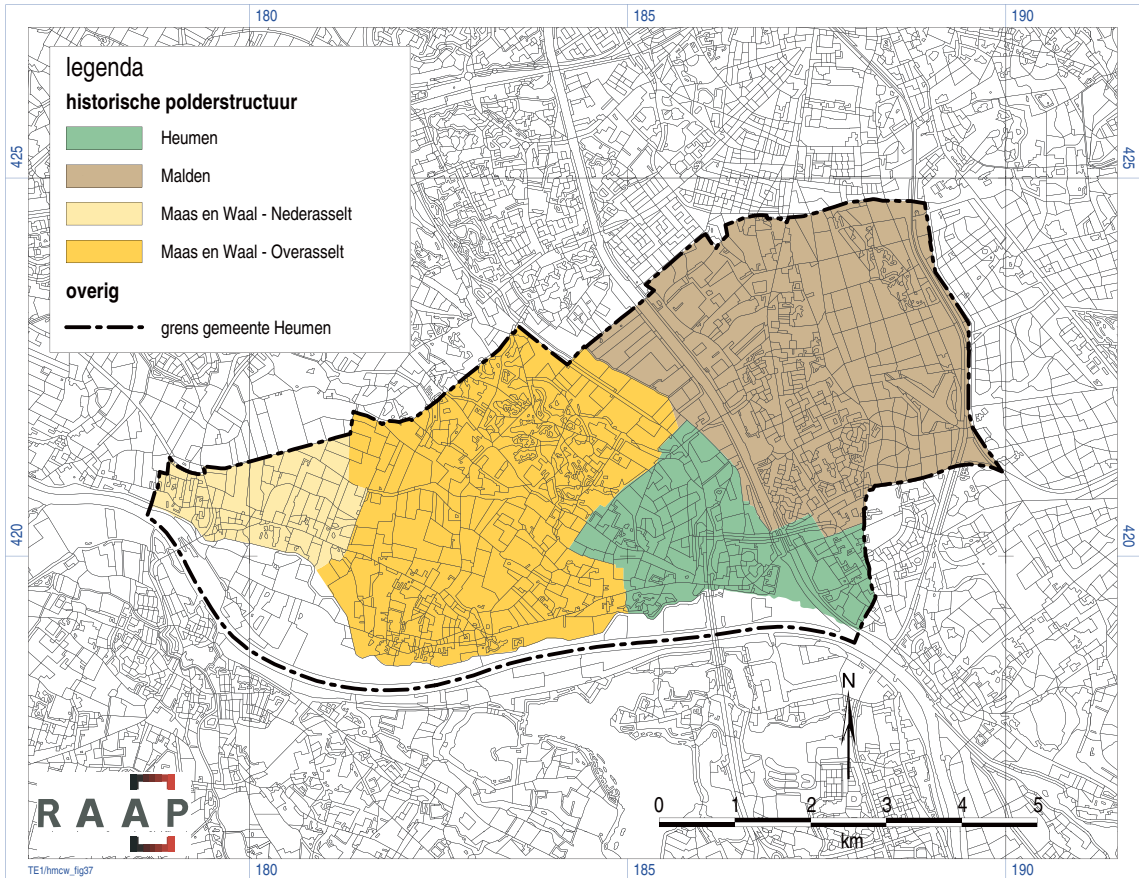 180 185 190
legenda
historische polderstructuur
Heumen
Malden
Maas en Waal - Nederasselt
Maas en Waal - Overasselt
overig
grens gemeente Heumen
425 425
420 420
N
0 1 2 3 4 5
km
RAAP
TE1/hmcw_fig37
180 185 190